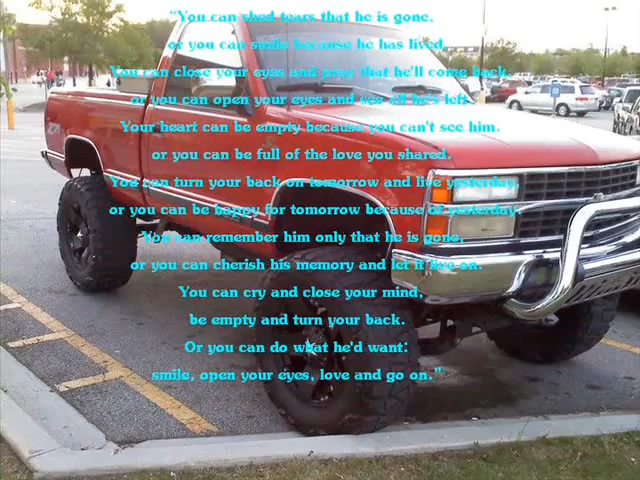 "You can shed tears that he is gone,
or you can smile because he has lived.
You can close your eyes and pray that he'll come back,
or you can open your eyes and see all he's left.
Your heart can be empty because you can't see him.
or you can be full of the love you shared.
You can turn your back on tomorrow and live yesterday,
or you can be happy for tomorrow because of yesterday.
You can remember him only that he is gone,
or you can cherish his memory and let it live on.
You can cry and close your mind,
be empty and turn your back.
Or you can do what he'd want:
smile, open your eyes, love and go on."
Z71